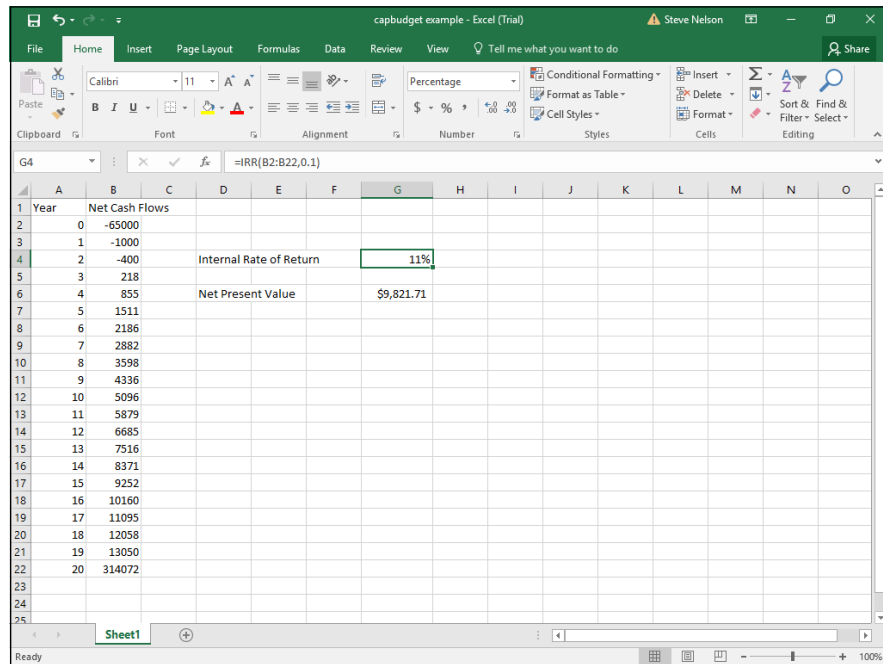 capbudget example - Excel (Trial) Steve Nelson
File Home Insert Page Layout Formulas Data Review View Tell me what you want to do Share
Paste
Calibri 11 A A
B I U A
Percentage
$ % , .0 .00 .00 .0
Conditional Formatting
Format as Table
Cell Styles
Insert
Delete
Format
Σ
A Z
Sort & Find &
Filter Select
Clipboard Font Alignment Number Styles Cells Editing
G4 fx =IRR(B2:B22,0.1)
A B C D E F G H I J K L M N O
1 Year Net Cash Flows
2 0 -65000
3 1 -1000
4 2 -400 Internal Rate of Return 11%
5 3 218
6 4 855 Net Present Value $9,821.71
7 5 1511
8 6 2186
9 7 2882
10 8 3598
11 9 4336
12 10 5096
13 11 5879
14 12 6685
15 13 7516
16 14 8371
17 15 9252
18 16 10160
19 17 11095
20 18 12058
21 19 13050
22 20 314072
23
24
25
Sheet1
Ready 100%